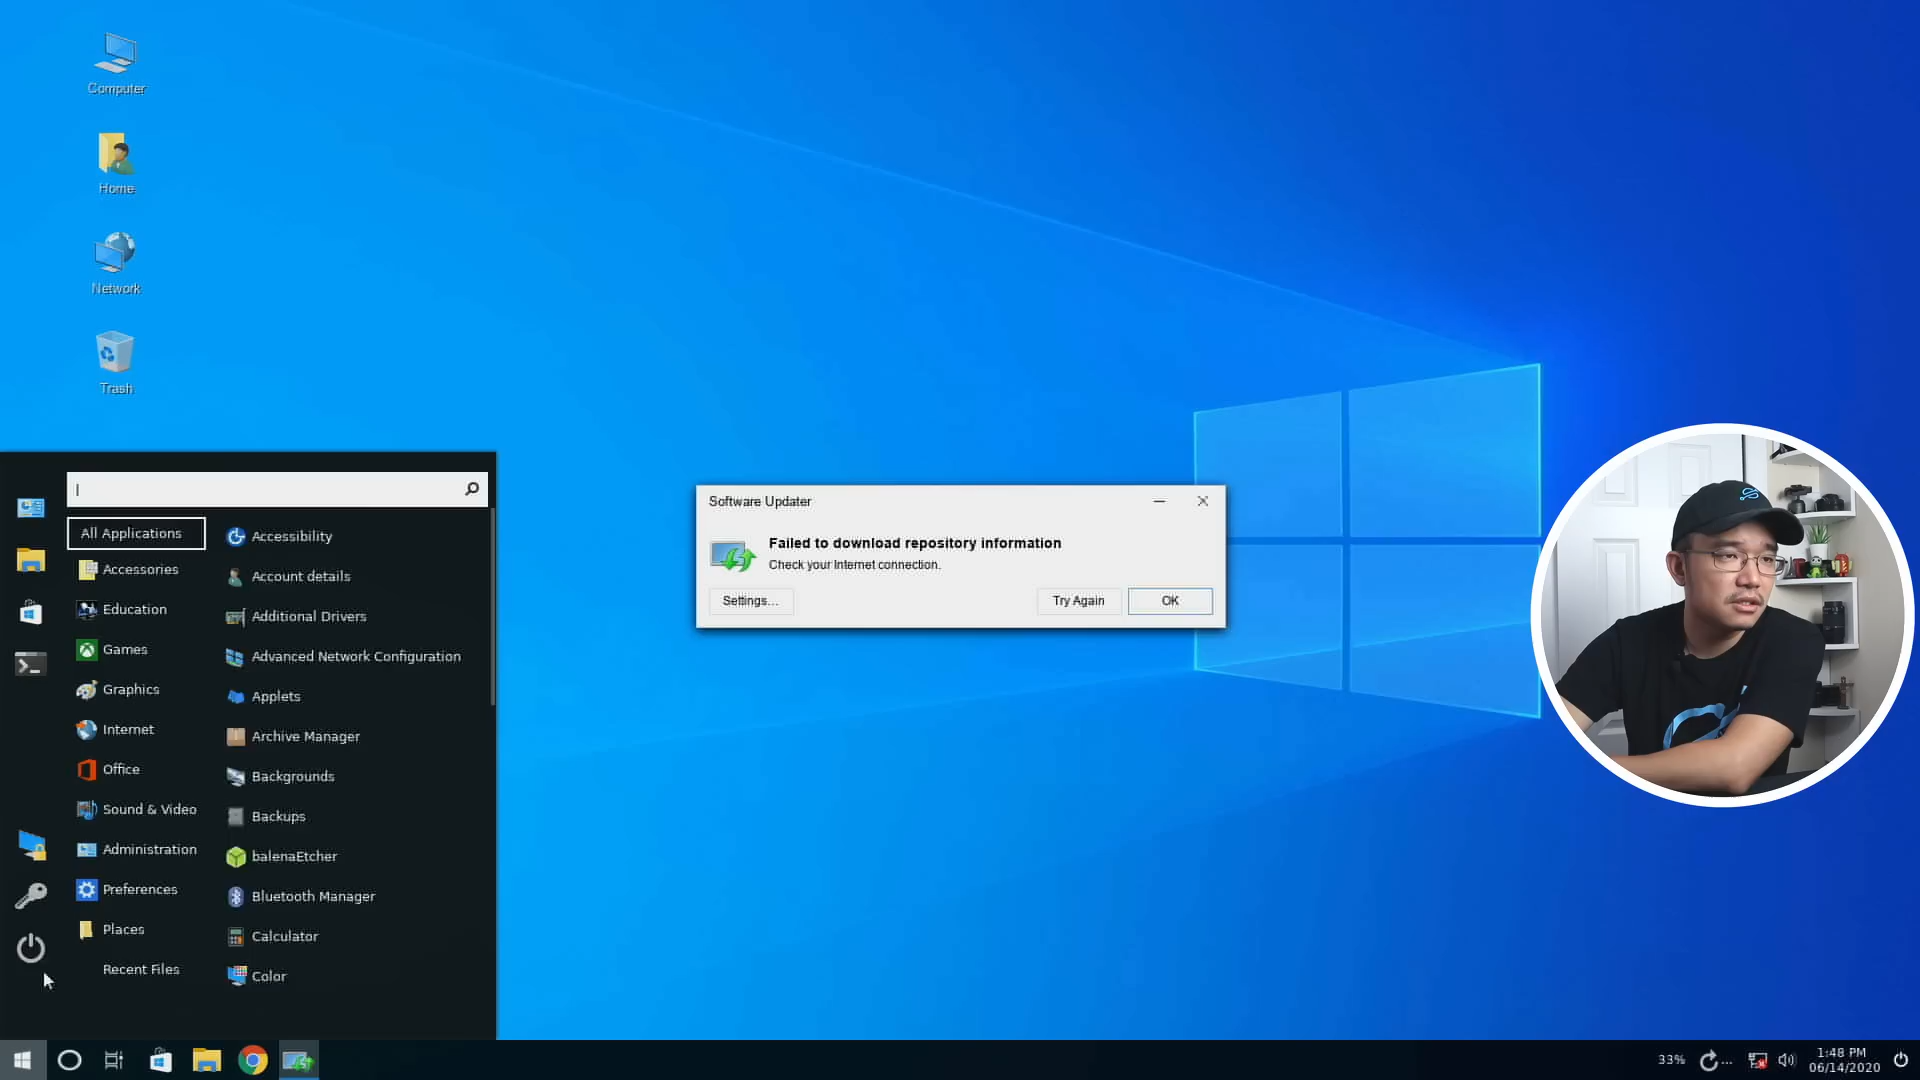 Computer
Home
Network
Trash
All Applications
Accessories
Education
Games
Graphics
Internet
Office
Sound & Video
Administration
Preferences
Places
Recent Files
Accessibility
Account details
Additional Drivers
Advanced Network Configuration
Applets
Archive Manager
Backgrounds
Backups
balenaEtcher
Bluetooth Manager
Calculator
Color
Software Updater
Failed to download repository information
Check your Internet connection.
Settings...
Try Again
OK
33%
...
1:48 PM
06/14/2020